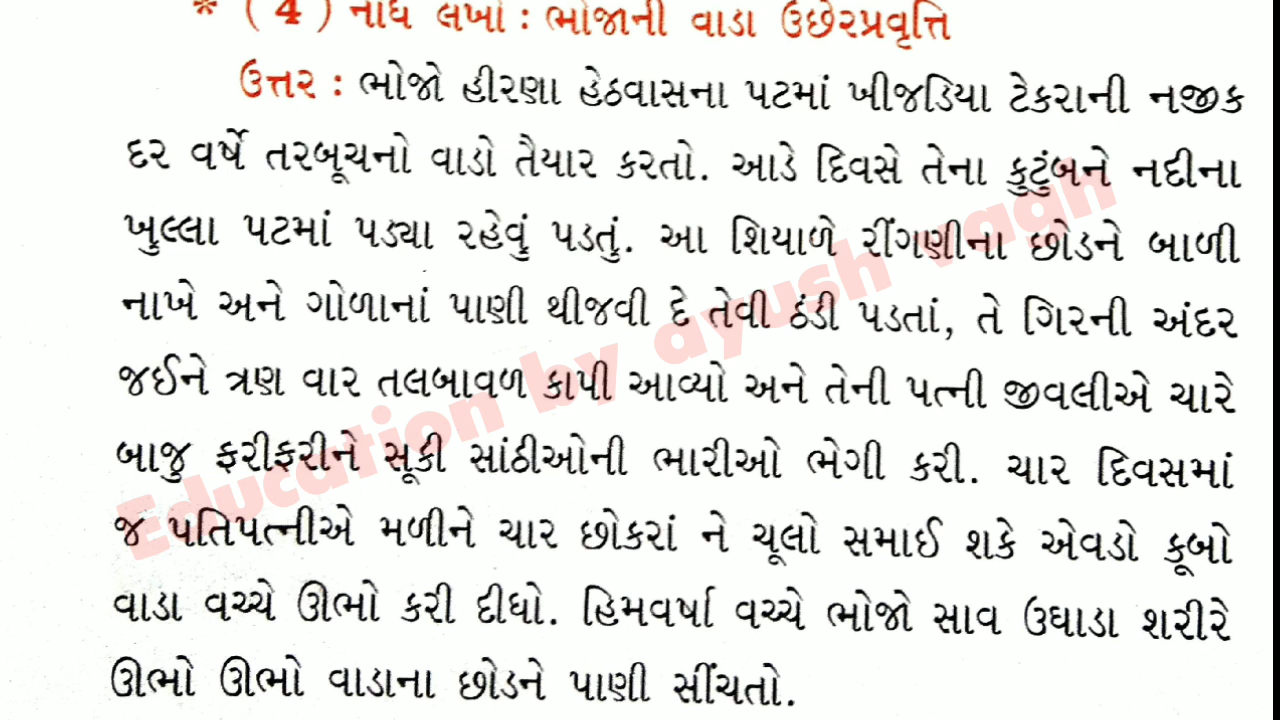 * ( 4 ) નોંધ લખો : ભોજાની વાડા ઉછેરપ્રવૃત્તિ
ઉત્તર : ભોજો હીરણા હેઠવાસના પટમાં ખીજડિયા ટેકરાની નજીક
દર વર્ષે તરબૂચનો વાડો તૈયાર કરતો. આડે દિવસે તેના કુટુંબને નદીના
ખુલ્લા પટમાં પડ્યા રહેવું પડતું. આ શિયાળે રીંગણીના છોડને બાળી
નાખે અને ગોળાનાં પાણી થીજવી દે તેવી ઠંડી પડતાં, તે ગિરની અંદર
જઈને ત્રણ વાર તલબાવળ કાપી આવ્યો અને તેની પત્ની જીવલીએ ચારે
બાજુ ફરીફરીને સૂકી સાંઠીઓની ભારીઓ ભેગી કરી. ચાર દિવસમાં
જ પતિપત્નીએ મળીને ચાર છોકરાં ને ચૂલો સમાઈ શકે એવડો કૂબો
વાડા વચ્ચે ઊભો કરી દીધો. હિમવર્ષા વચ્ચે ભોજો સાવ ઉઘાડા શરીરે
ઊભો ઊભો વાડાના છોડને પાણી સીંચતો.
Education by ayush vagh